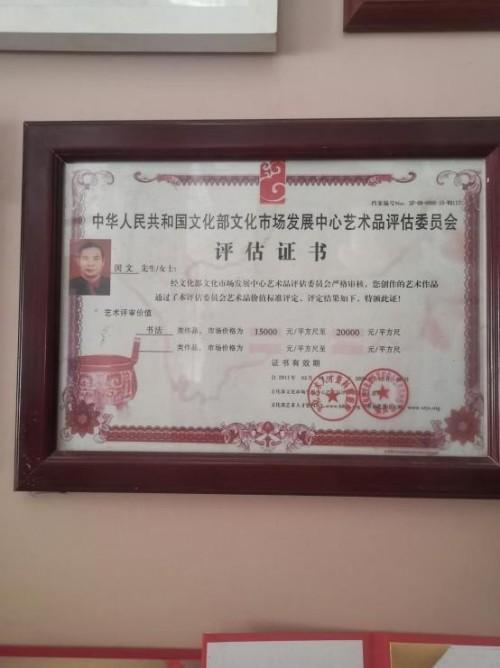 中华人民共和国文化部文化市场发展中心艺术品评估委员会
评估证书
国文 先生/女士:
经文化部文化市场发展中心艺术品评估委员会严格审核，您创作的艺术作品
通过了本评估委员会艺术品价值标准评定，评定结果如下，特颁此证！
艺术评审价值
书法 类作品，市场价格为 15000 元/平方尺至 20000 元/平方尺
类作品，市场价格为 元/平方尺至 元/平方尺
证书有效期